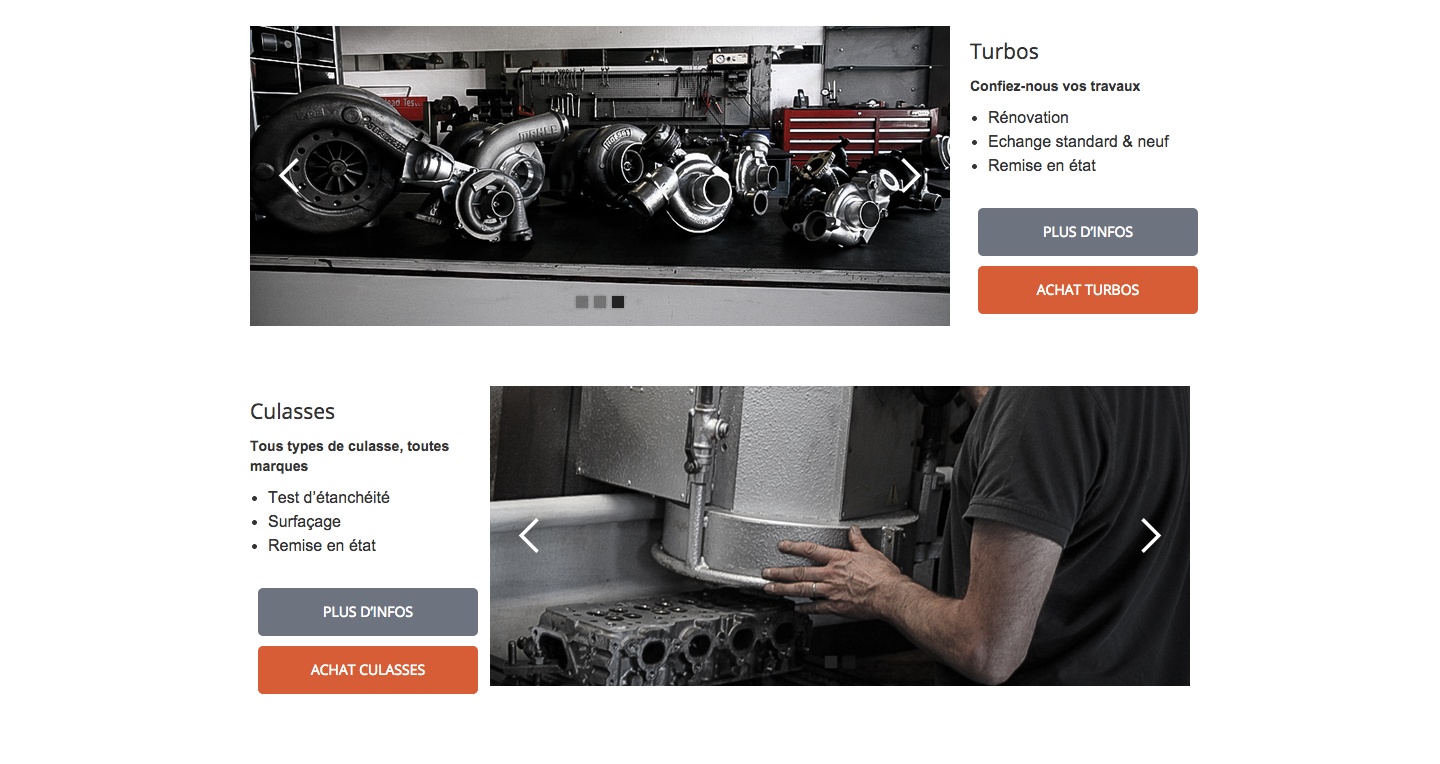 Turbos
Confiez-nous vos travaux
Rénovation
Echange standard & neuf
Remise en état
PLUS D’INFOS
ACHAT TURBOS
MAHLE
Culasses
Tous types de culasse, toutes
marques
Test d’étanchéité
Surfaçage
Remise en état
PLUS D’INFOS
ACHAT CULASSES